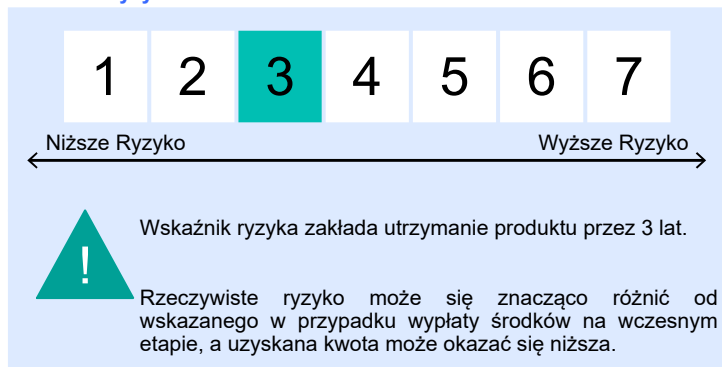 1 2 3 4 5 6 7
Niższe Ryzyko Wyższe Ryzyko
Wskaźnik ryzyka zakłada utrzymanie produktu przez 3 lat.
!
Rzeczywiste ryzyko może się znacząco różnić od
wskazanego w przypadku wypłaty środków na wczesnym
etapie, a uzyskana kwota może okazać się niższa.